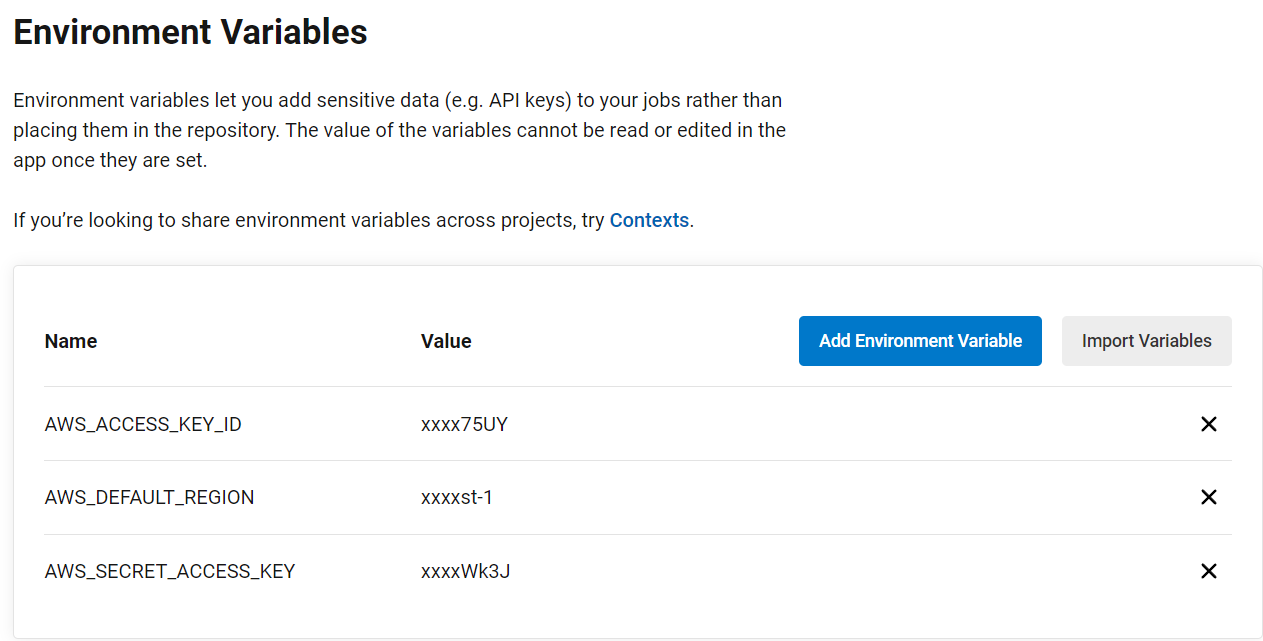 Environment Variables
Environment variables let you add sensitive data (e.g. API keys) to your jobs rather than
placing them in the repository. The value of the variables cannot be read or edited in the
app once they are set.
If you’re looking to share environment variables across projects, try Contexts.
Name Value Add Environment Variable Import Variables
AWS_ACCESS_KEY_ID xxxx75UY
AWS_DEFAULT_REGION xxxxst-1
AWS_SECRET_ACCESS_KEY xxxxWk3J